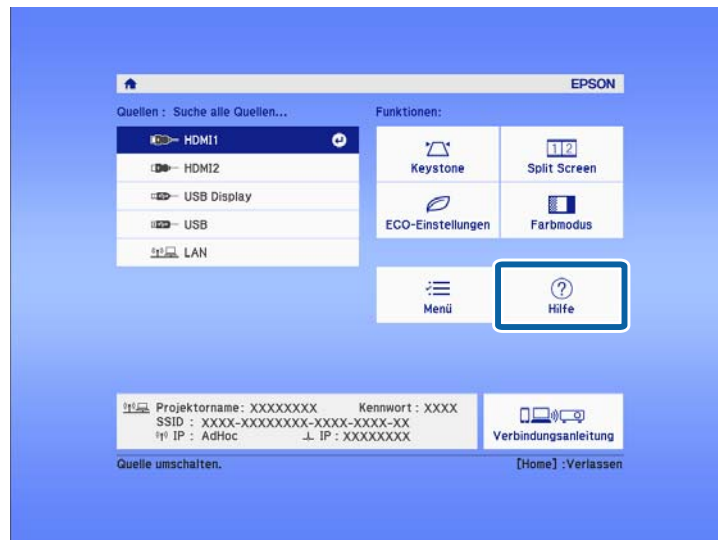 EPSON
Quellen : Suche alle Quellen...
HDMI1
HDMI2
USB Display
USB
LAN
Funktionen:
Keystone
Split Screen
1 2
ECO-Einstellungen
Farbmodus
Menü
? 
Hilfe
Projektorname: XXXXXXXX Kennwort : XXXX
SSID : XXXX-XXXXXXXX-XXXX-XXXX-XX
IP : AdHoc IP : XXXXXXXX
Verbindungsanleitung
Quelle umschalten.
[Home] :Verlassen